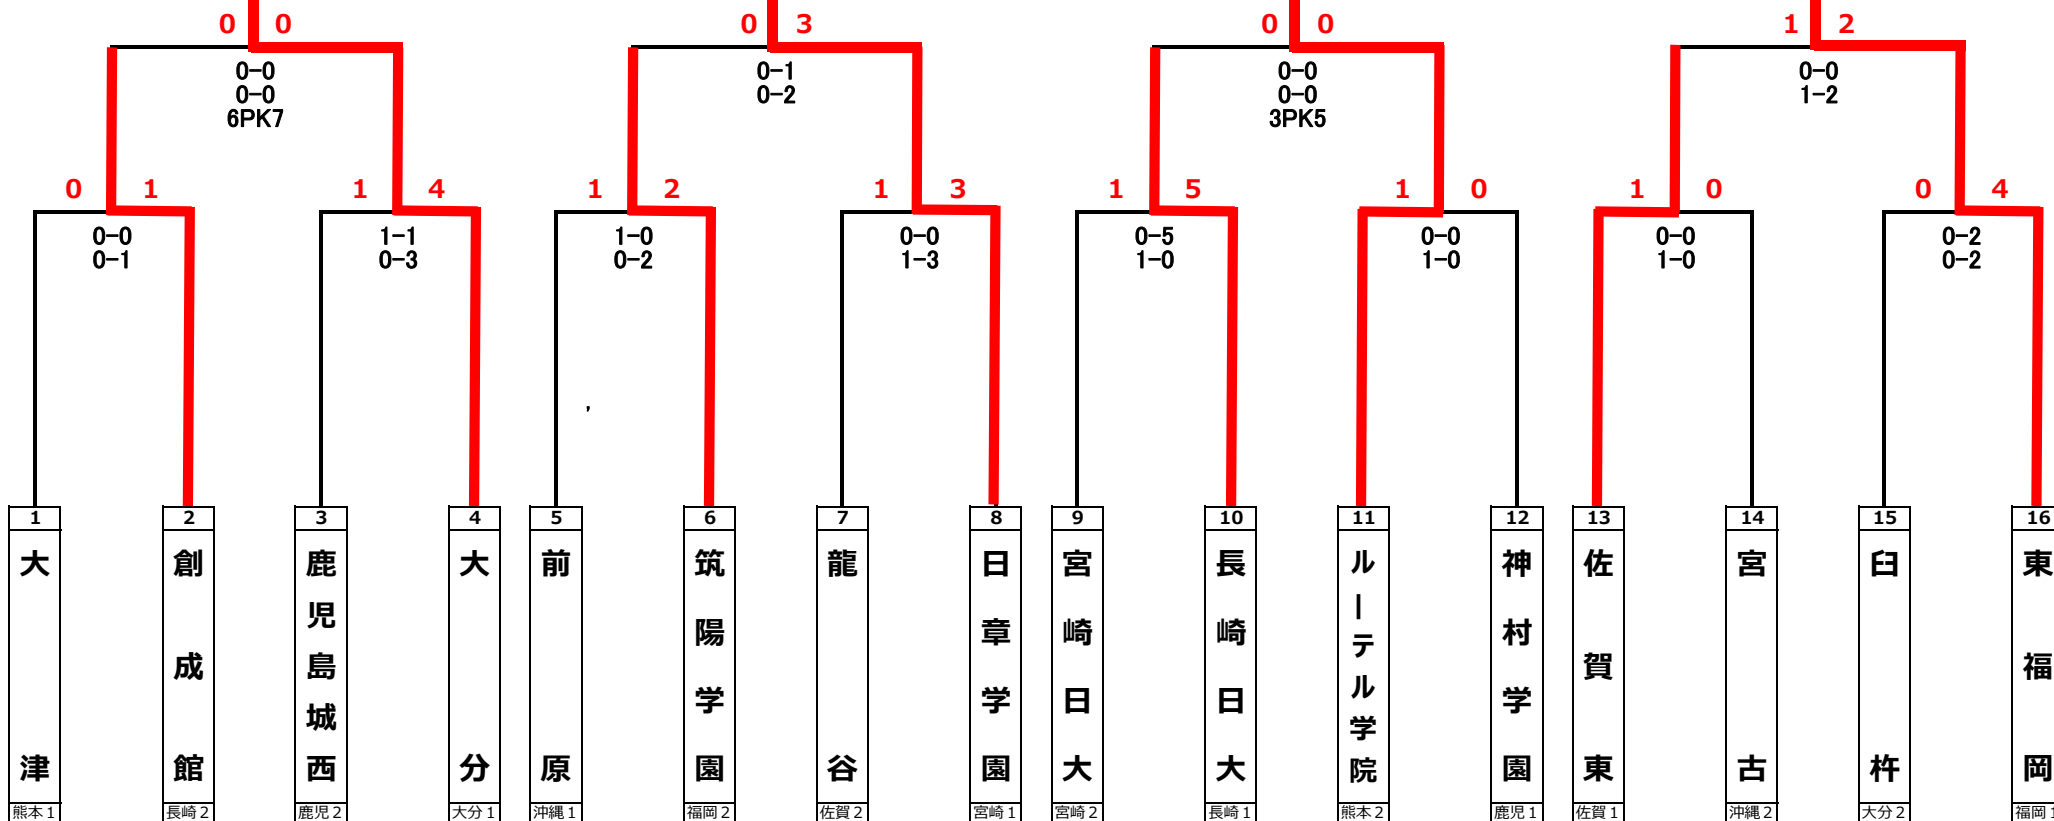 0 0 0 3 0 0 1 2
0-0 0-1 0-0 0-0
0-0 0-2 0-0 1-2
6PK7 3PK5
0 1 1 4 1 2 1 3 1 5 1 0 1 0 0 4
0-0 1-1 1-0 0-0 0-5 0-0 0-0 0-2
0-1 0-3 0-2 1-3 1-0 1-0 1-0 0-2
,
1 2 3 4 5 6 7 8 9 10 11 12 13 14 15 16
大津
創成館
鹿児島城西
大分
前原
筑陽学園
龍谷
日章学園
宮崎日大
長崎日大
ルーテル学院
神村学園
佐賀東
宮古
臼杵
東福岡
熊本1 長崎2 鹿児2 大分1 沖縄1 福岡2 佐賀2 宮崎1 宮崎2 長崎1 熊本2 鹿児1 佐賀1 沖縄2 大分2 福岡1